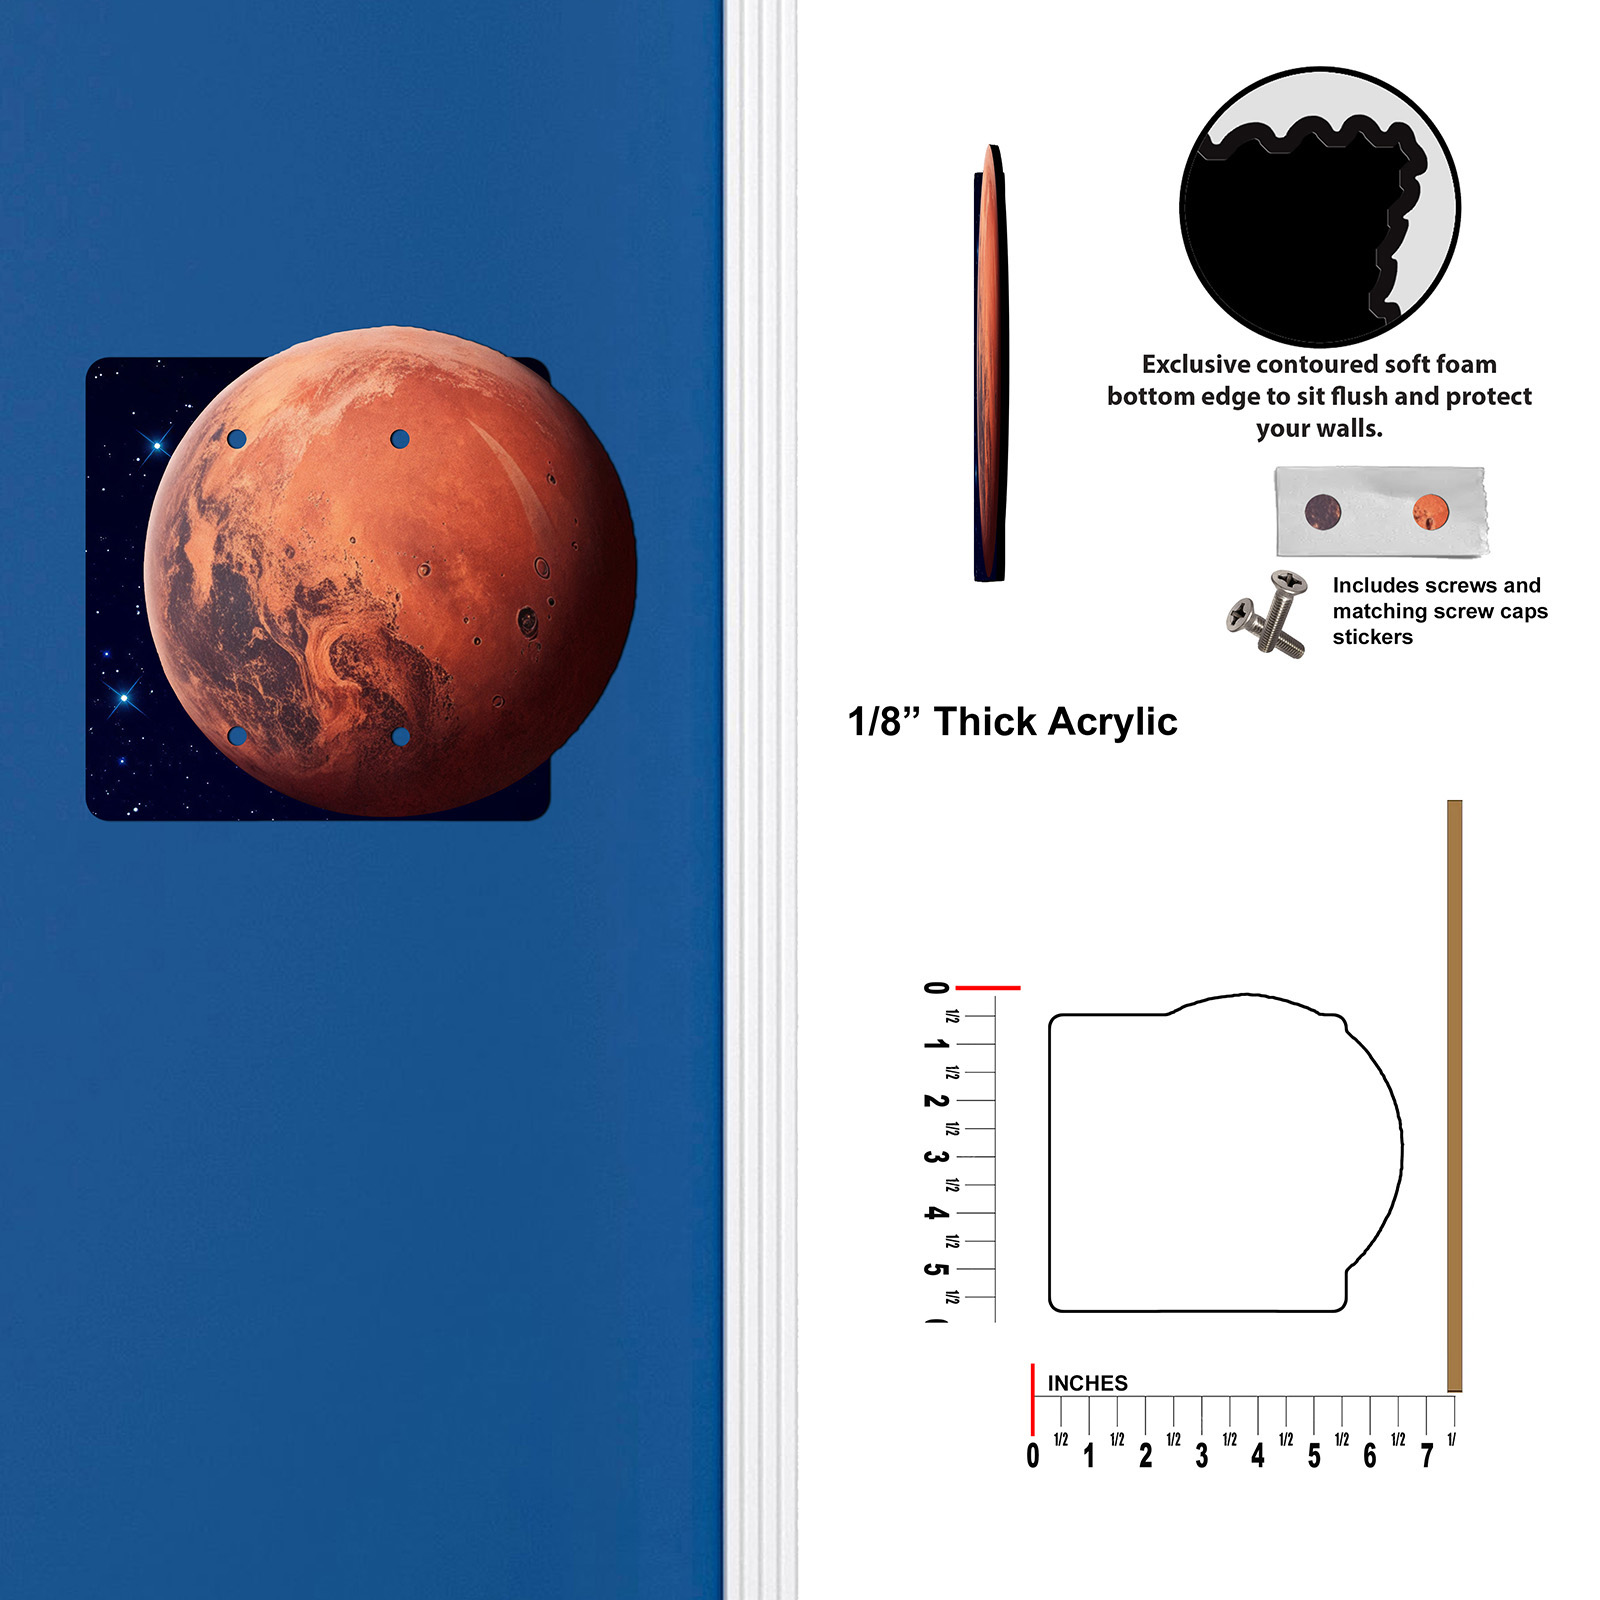 Exclusive contoured soft foam
bottom edge to sit flush and protect
your walls.
Includes screws and
matching screw caps
stickers
1/8” Thick Acrylic
0
1/2
1
1/2
2
1/2
3
1/2
4
1/2
5
1/2
INCHES
0 1/2 1 1/2 2 1/2 3 1/2 4 1/2 5 1/2 6 1/2 7 1/